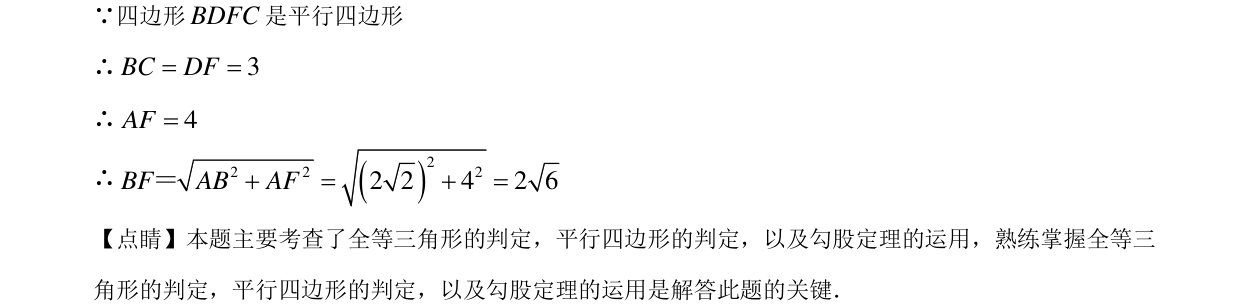 ∵四边形 BDFC 是平行四边形
∴ BC = DF = 3
∴ AF = 4
∴ BF=√(AB² + AF²) = √((2√2)² + 4²) = 2√6
【点睛】本题主要考查了全等三角形的判定，平行四边形的判定，以及勾股定理的运用，熟练掌握全等三
角形的判定，平行四边形的判定，以及勾股定理的运用是解答此题的关键．